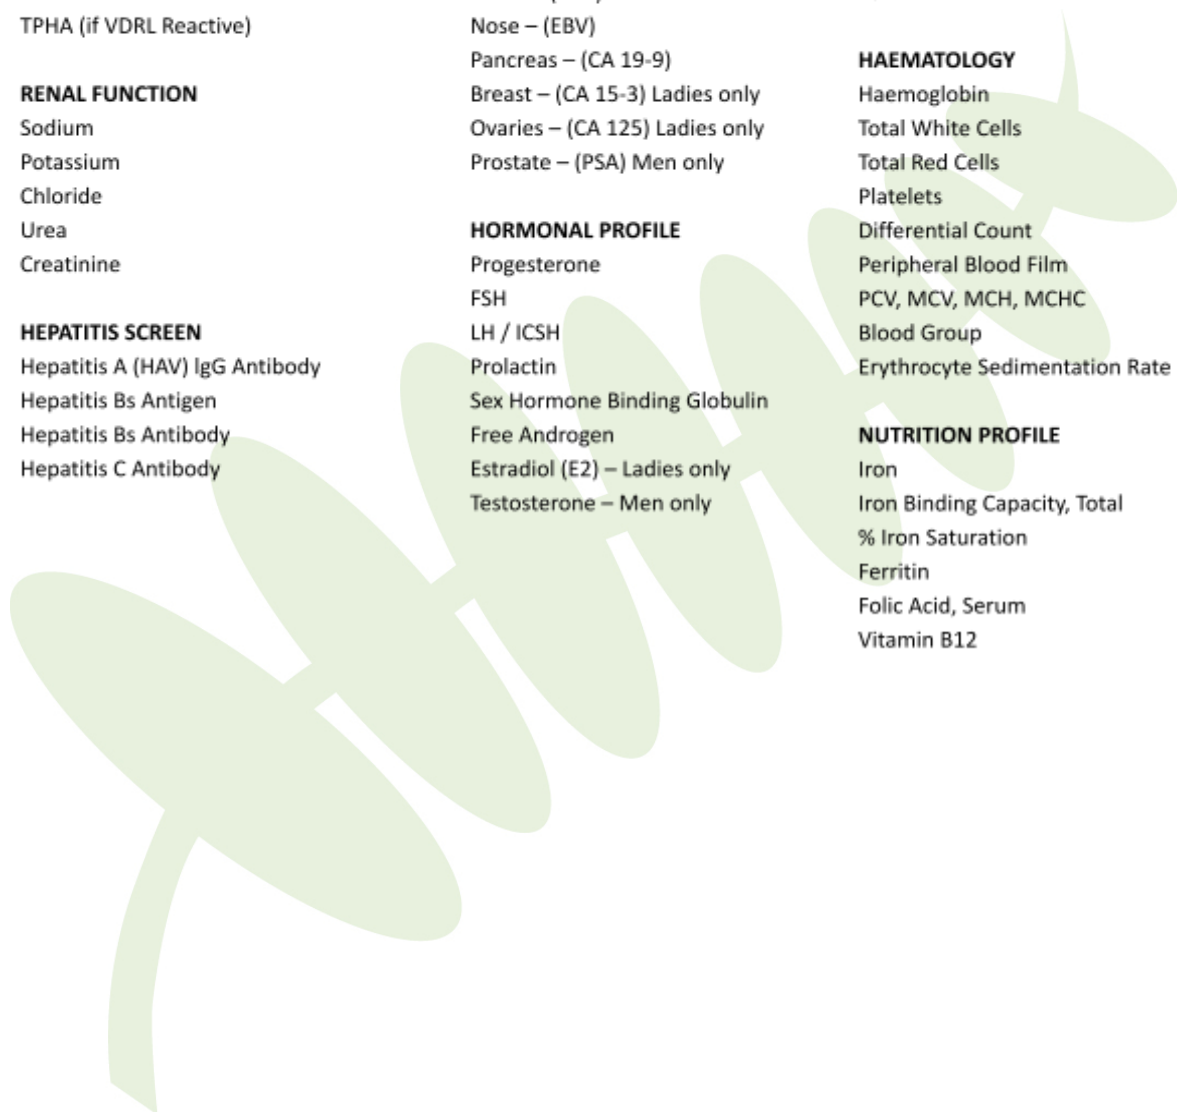 TPHA (if VDRL Reactive)
RENAL FUNCTION
Sodium
Potassium
Chloride
Urea
Creatinine
HEPATITIS SCREEN
Hepatitis A (HAV) lgG Antibody
Hepatitis Bs Antigen
Hepatitis Bs Antibody
Hepatitis C Antibody
Nose – (EBV)
Pancreas – (CA 19-9)
Breast – (CA 15-3) Ladies only
Ovaries – (CA 125) Ladies only
Prostate – (PSA) Men only
HORMONAL PROFILE
Progesterone
FSH
LH / ICSH
Prolactin
Sex Hormone Binding Globulin
Free Androgen
Estradiol (E2) – Ladies only
Testosterone – Men only
HAEMATOLOGY
Haemoglobin
Total White Cells
Total Red Cells
Platelets
Differential Count
Peripheral Blood Film
PCV, MCV, MCH, MCHC
Blood Group
Erythrocyte Sedimentation Rate
NUTRITION PROFILE
Iron
Iron Binding Capacity, Total
% Iron Saturation
Ferritin
Folic Acid, Serum
Vitamin B12